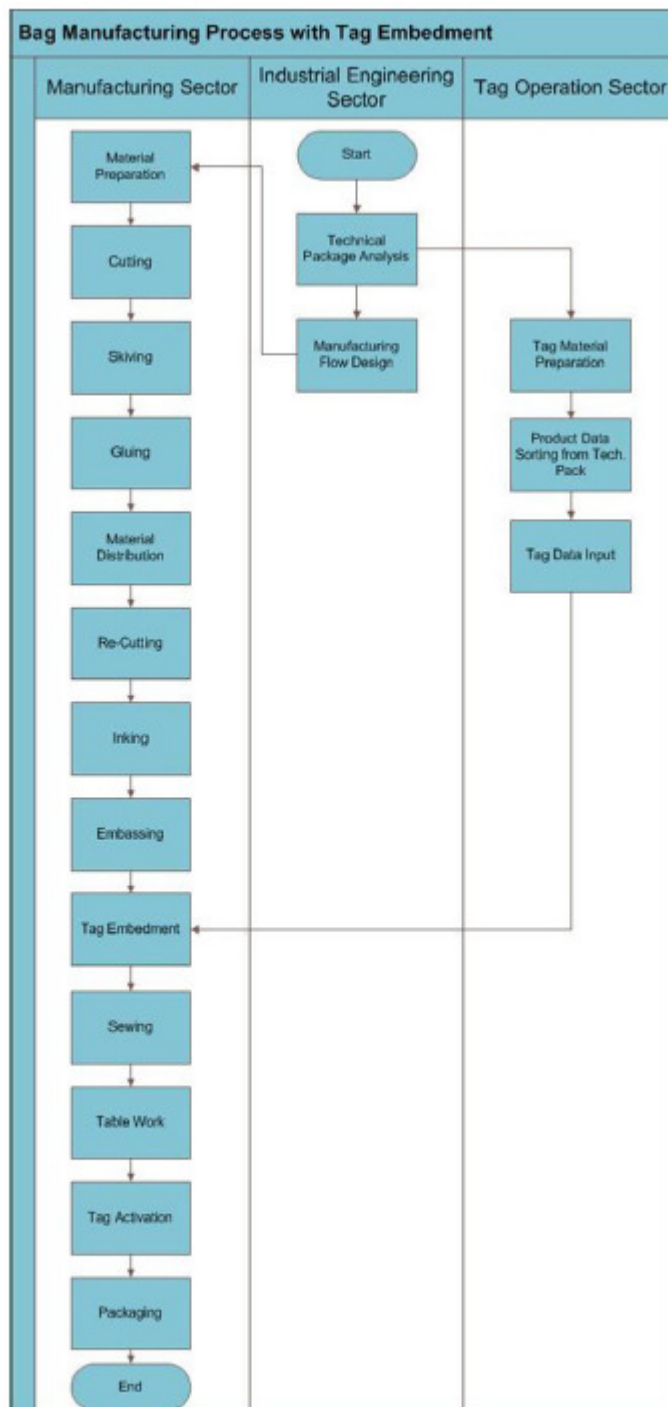 Bag Manufacturing Process with Tag Embedment
Manufacturing Sector
Industrial Engineering
Sector
Tag Operation Sector
Material
Preparation
Cutting
Skiving
Gluing
Material
Distribution
Re-Cutting
Inking
Embassing
Tag Embedment
Sewing
Table Work
Tag Activation
Packaging
End
Start
Technical
Package Analysis
Manufacturing
Flow Design
Tag Material
Preparation
Product Data
Sorting from Tech.
Pack
Tag Data Input